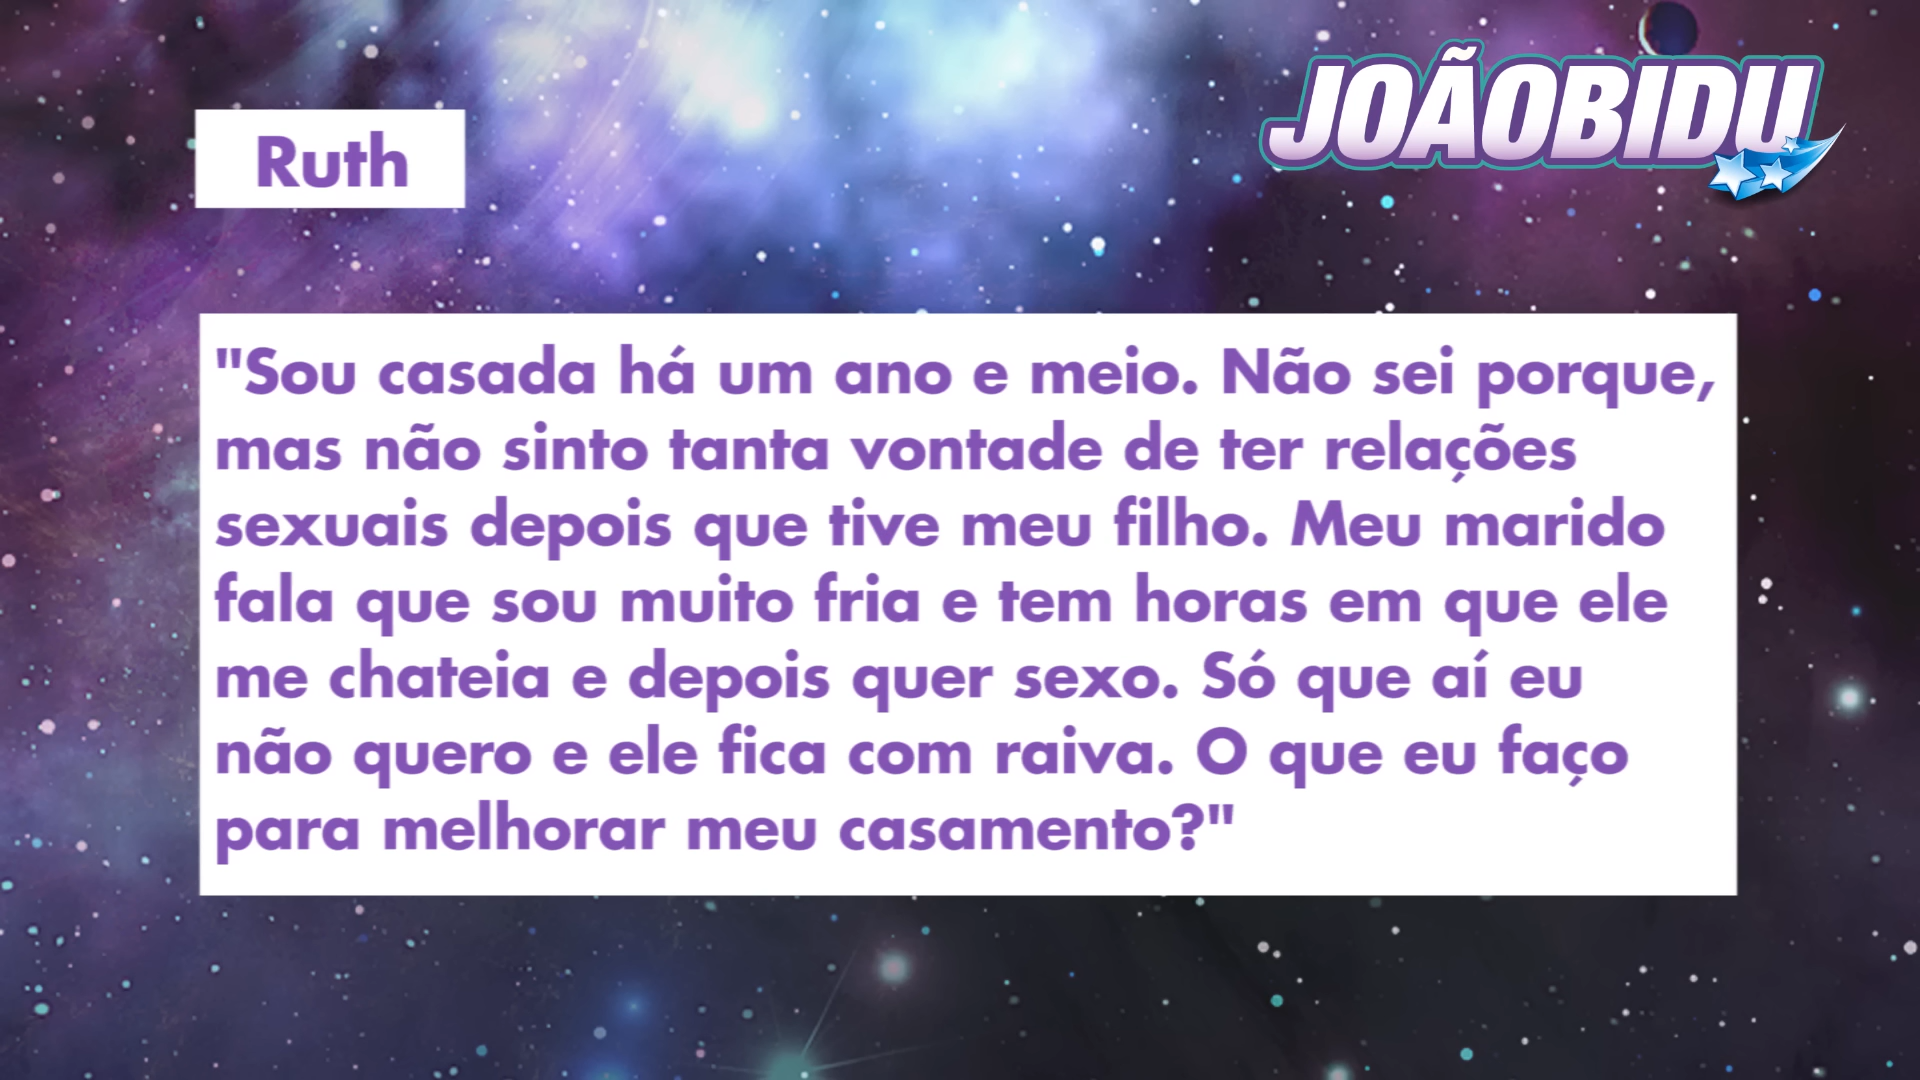 JOÃOBIDU
Ruth
"Sou casada há um ano e meio. Não sei porque,
mas não sinto tanta vontade de ter relações
sexuais depois que tive meu filho. Meu marido
fala que sou muito fria e tem horas em que ele
me chateia e depois quer sexo. Só que aí eu
não quero e ele fica com raiva. O que eu faço
para melhorar meu casamento?"